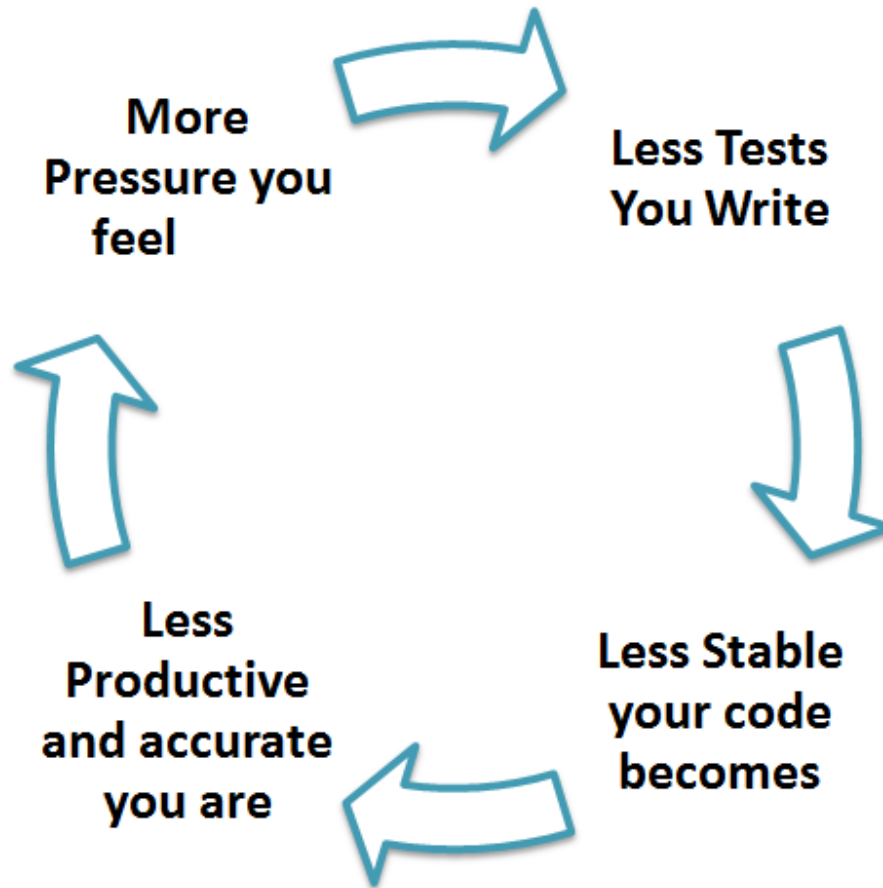 More
Pressure you
feel
Less Tests
You Write
Less Stable
your code
becomes
Less
Productive
and accurate
you are